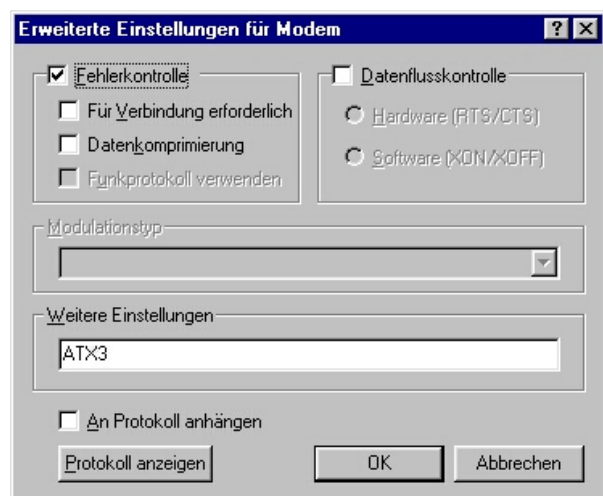 Erweiterte Einstellungen für Modem
Fehlerkontrolle
Für Verbindung erforderlich
Datenkomprimierung
Funkprotokoll verwenden
Datenflusskontrolle
Hardware (RTS/CTS)
Software (XON/XOFF)
Modulationstyp
Weitere Einstellungen
ATX3
An Protokoll anhängen
Protokoll anzeigen
OK
Abbrechen